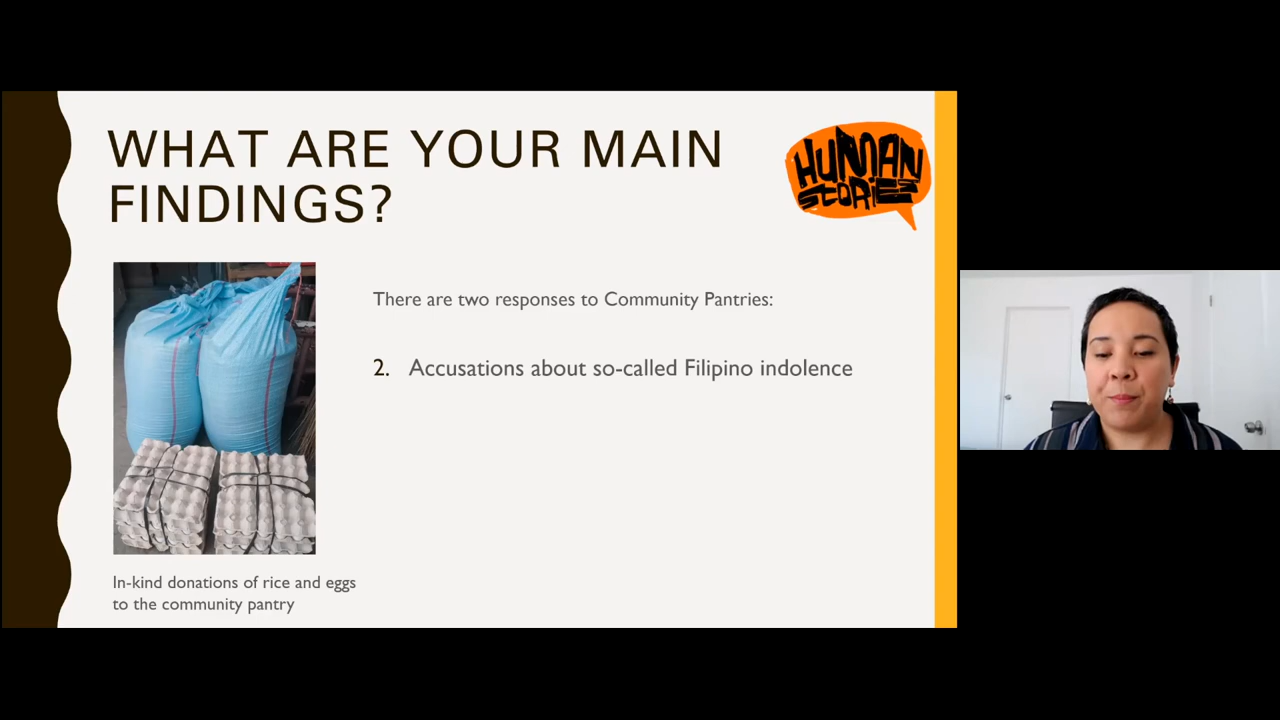 WHAT ARE YOUR MAIN
FINDINGS?
HUMAN
STORIES
There are two responses to Community Pantries:
2. Accusations about so-called Filipino indolence
In-kind donations of rice and eggs
to the community pantry